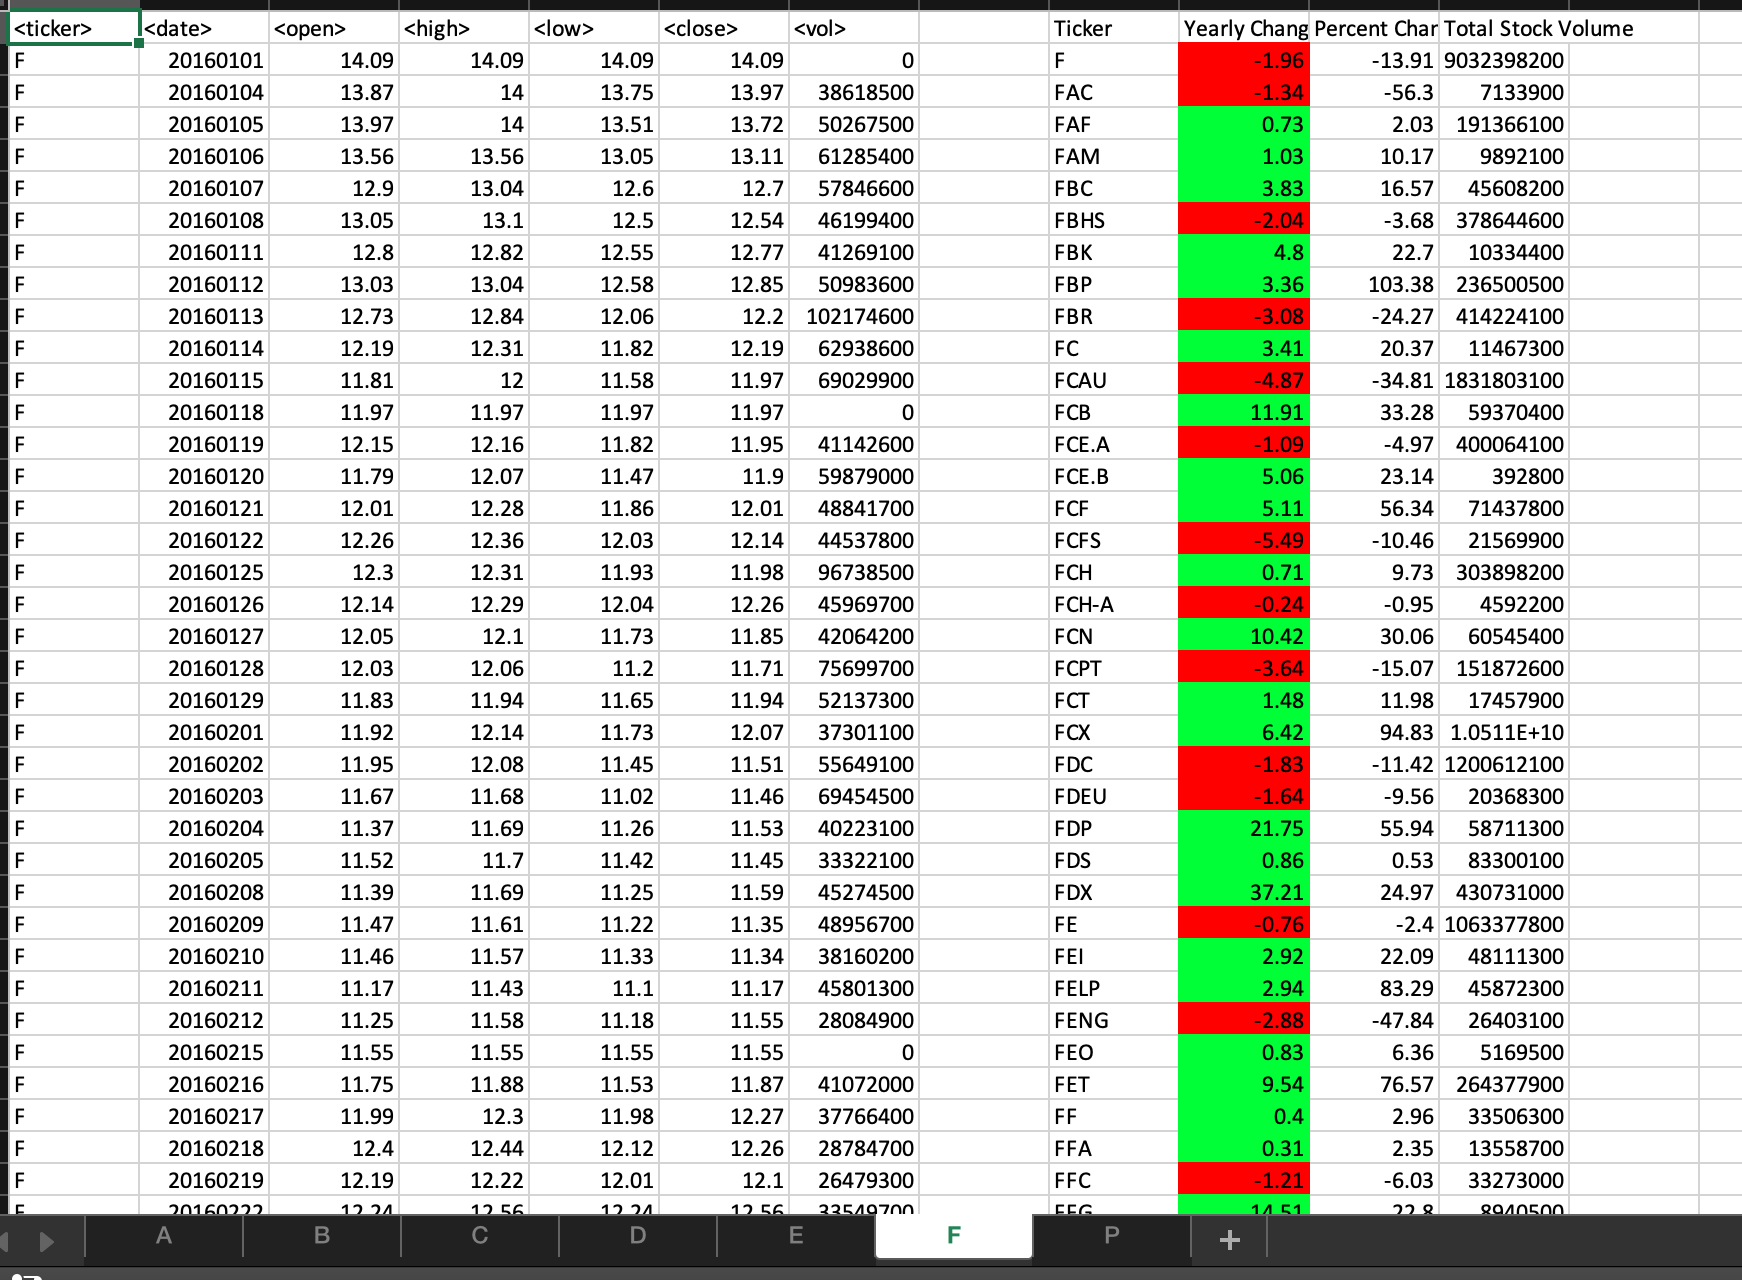 <ticker> <date> <open> <high> <low> <close> <vol> Ticker Yearly Chang Percent Char Total Stock Volume
F 20160101 14.09 14.09 14.09 14.09 0 F -1.96 -13.91 9032398200
F 20160104 13.87 14 13.75 13.97 38618500 FAC -1.34 -56.3 7133900
F 20160105 13.97 14 13.51 13.72 50267500 FAF 0.73 2.03 191366100
F 20160106 13.56 13.56 13.05 13.11 61285400 FAM 1.03 10.17 9892100
F 20160107 12.9 13.04 12.6 12.7 57846600 FBC 3.83 16.57 45608200
F 20160108 13.05 13.1 12.5 12.54 46199400 FBHS -2.04 -3.68 378644600
F 20160111 12.8 12.82 12.55 12.77 41269100 FBK 4.8 22.7 10334400
F 20160112 13.03 13.04 12.58 12.85 50983600 FBP 3.36 103.38 236500500
F 20160113 12.73 12.84 12.06 12.2 102174600 FBR -3.08 -24.27 414224100
F 20160114 12.19 12.31 11.82 12.19 62938600 FC 3.41 20.37 11467300
F 20160115 11.81 12 11.58 11.97 69029900 FCAU -4.87 -34.81 1831803100
F 20160118 11.97 11.97 11.97 11.97 0 FCB 11.91 33.28 59370400
F 20160119 12.15 12.16 11.82 11.95 41142600 FCE.A -1.09 -4.97 400064100
F 20160120 11.79 12.07 11.47 11.9 59879000 FCE.B 5.06 23.14 392800
F 20160121 12.01 12.28 11.86 12.01 48841700 FCF 5.11 56.34 71437800
F 20160122 12.26 12.36 12.03 12.14 44537800 FCFS -5.49 -10.46 21569900
F 20160125 12.3 12.31 11.93 11.98 96738500 FCH 0.71 9.73 303898200
F 20160126 12.14 12.29 12.04 12.26 45969700 FCH-A -0.24 -0.95 4592200
F 20160127 12.05 12.1 11.73 11.85 42064200 FCN 10.42 30.06 60545400
F 20160128 12.03 12.06 11.2 11.71 75699700 FCPT -3.64 -15.07 151872600
F 20160129 11.83 11.94 11.65 11.94 52137300 FCT 1.48 11.98 17457900
F 20160201 11.92 12.14 11.73 12.07 37301100 FCX 6.42 94.83 1.0511E+10
F 20160202 11.95 12.08 11.45 11.51 55649100 FDC -1.83 -11.42 1200612100
F 20160203 11.67 11.68 11.02 11.46 69454500 FDEU -1.64 -9.56 20368300
F 20160204 11.37 11.69 11.26 11.53 40223100 FDP 21.75 55.94 58711300
F 20160205 11.52 11.7 11.42 11.45 33322100 FDS 0.86 0.53 83300100
F 20160208 11.39 11.69 11.25 11.59 45274500 FDX 37.21 24.97 430731000
F 20160209 11.47 11.61 11.22 11.35 48956700 FE -0.76 -2.4 1063377800
F 20160210 11.46 11.57 11.33 11.34 38160200 FEI 2.92 22.09 48111300
F 20160211 11.17 11.43 11.1 11.17 45801300 FELP 2.94 83.29 45872300
F 20160212 11.25 11.58 11.18 11.55 28084900 FENG -2.88 -47.84 26403100
F 20160215 11.55 11.55 11.55 11.55 0 FEO 0.83 6.36 5169500
F 20160216 11.75 11.88 11.53 11.87 41072000 FET 9.54 76.57 264377900
F 20160217 11.99 12.3 11.98 12.27 37766400 FF 0.4 2.96 33506300
F 20160218 12.4 12.44 12.12 12.26 28784700 FFA 0.31 2.35 13558700
F 20160219 12.19 12.22 12.01 12.1 26479300 FFC -1.21 -6.03 33273000
F 20160222 12.24 12.56 12.24 12.56 33549700 14.51 22.8 8940500
A B C D E F P +